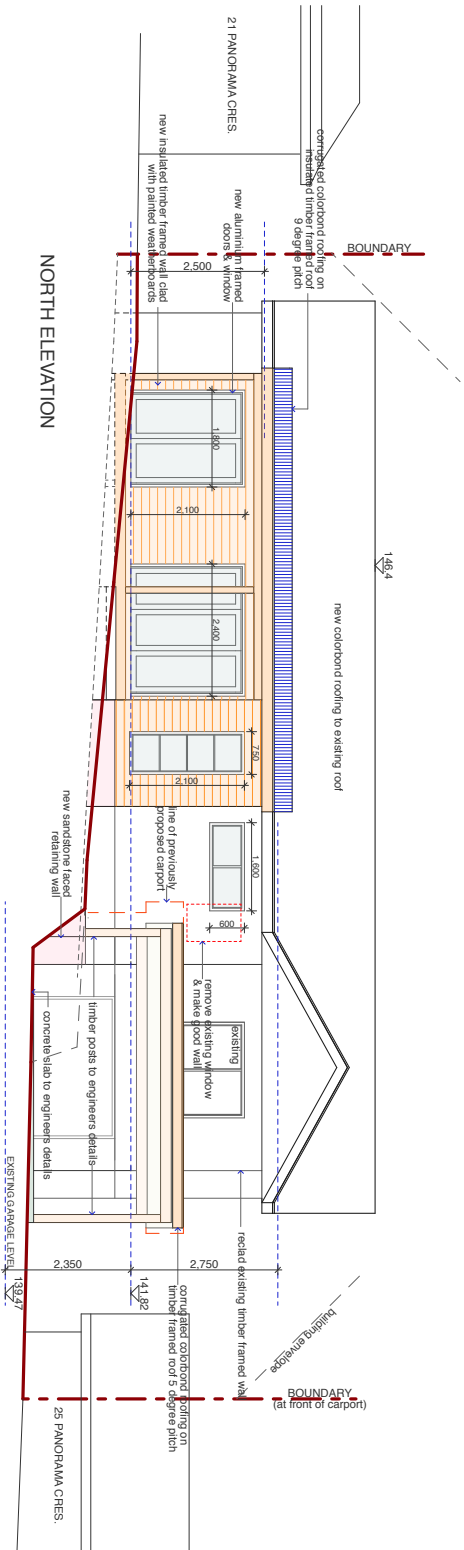 21 PANORAMA CRES.
corrugated colorbond roofing on
insulated timber framed roof
9 degree pitch
BOUNDARY
new aluminium framed
doors & window
new insulated timber framed wall clad
with painted weatherboards
2,500
NORTH ELEVATION
1,800
2,100
2,400
146.4
new colorbond roofing to existing roof
750
2,100
1,600
600
line of previously
proposed carport
new sandstone faced
retaining wall
remove existing window
& make good wall
existing
timber posts to engineers details
concrete slab to engineers details
reclad existing timber framed wall
EXISTING GARAGE LEVEL
2,350
2,750
139.47
141.82
corrugated colorbond roofing on
timber framed roof 5 degree pitch
building envelope
BOUNDARY
(at front of carport)
25 PANORAMA CRES.